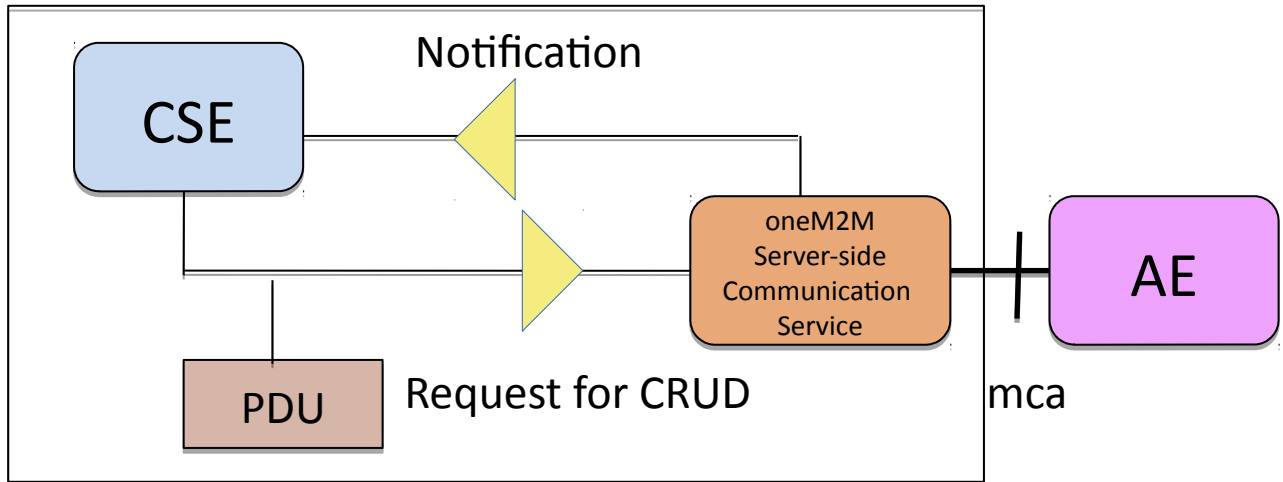 Notification
CSE
oneM2M
Server-side
Communication
Service
AE
PDU
Request for CRUD
mca